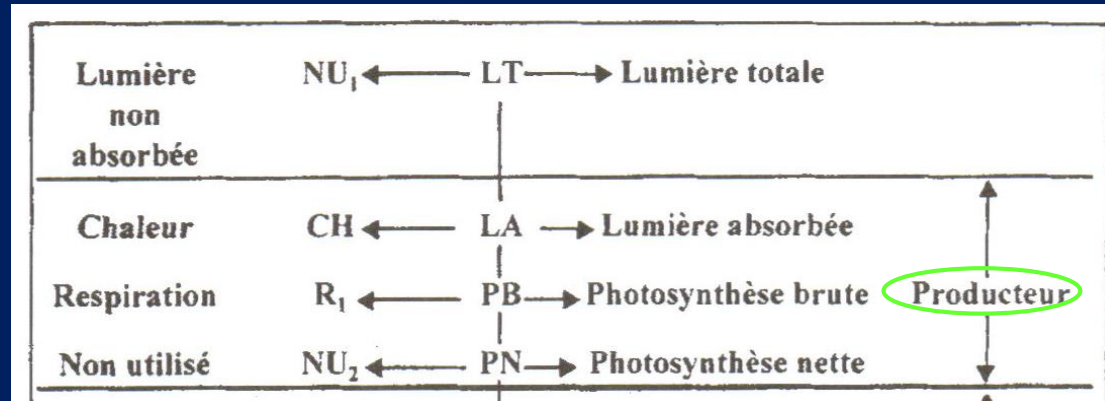 Lumière non absorbée NU₁ LT Lumière totale
Chaleur CH LA Lumière absorbée
Respiration R₁ PB Photosynthèse brute Producteur
Non utilisé NU₂ PN Photosynthèse nette